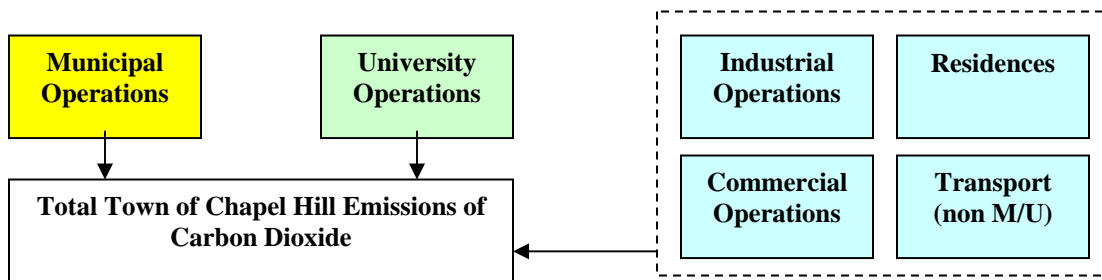 Municipal
Operations
University
Operations
Industrial
Operations
Residences
Commercial
Operations
Transport
(non M/U)
Total Town of Chapel Hill Emissions of
Carbon Dioxide